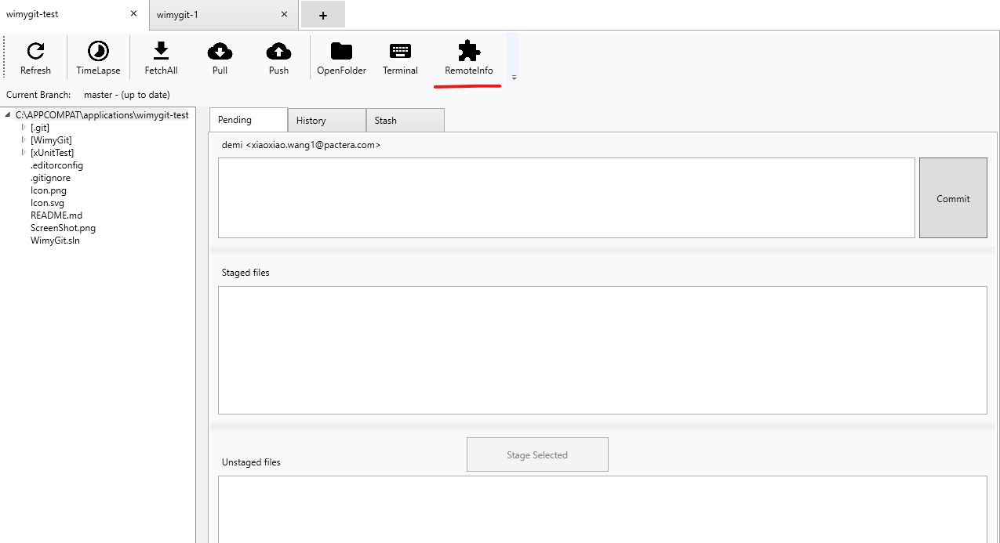 wimygit-test ✕ wimygit-1 ✕ +
Refresh TimeLapse FetchAll Pull Push OpenFolder Terminal RemoteInfo
Current Branch: master - (up to date)
C:\APPCOMPAT\applications\wimygit-test
[.git]
[WimyGit]
[xUnitTest]
.editorconfig
.gitignore
Icon.png
Icon.svg
README.md
ScreenShot.png
WimyGit.sln
Pending History Stash
demi <xiaoxiao.wang1@pactera.com>
Commit
Staged files
Stage Selected
Unstaged files